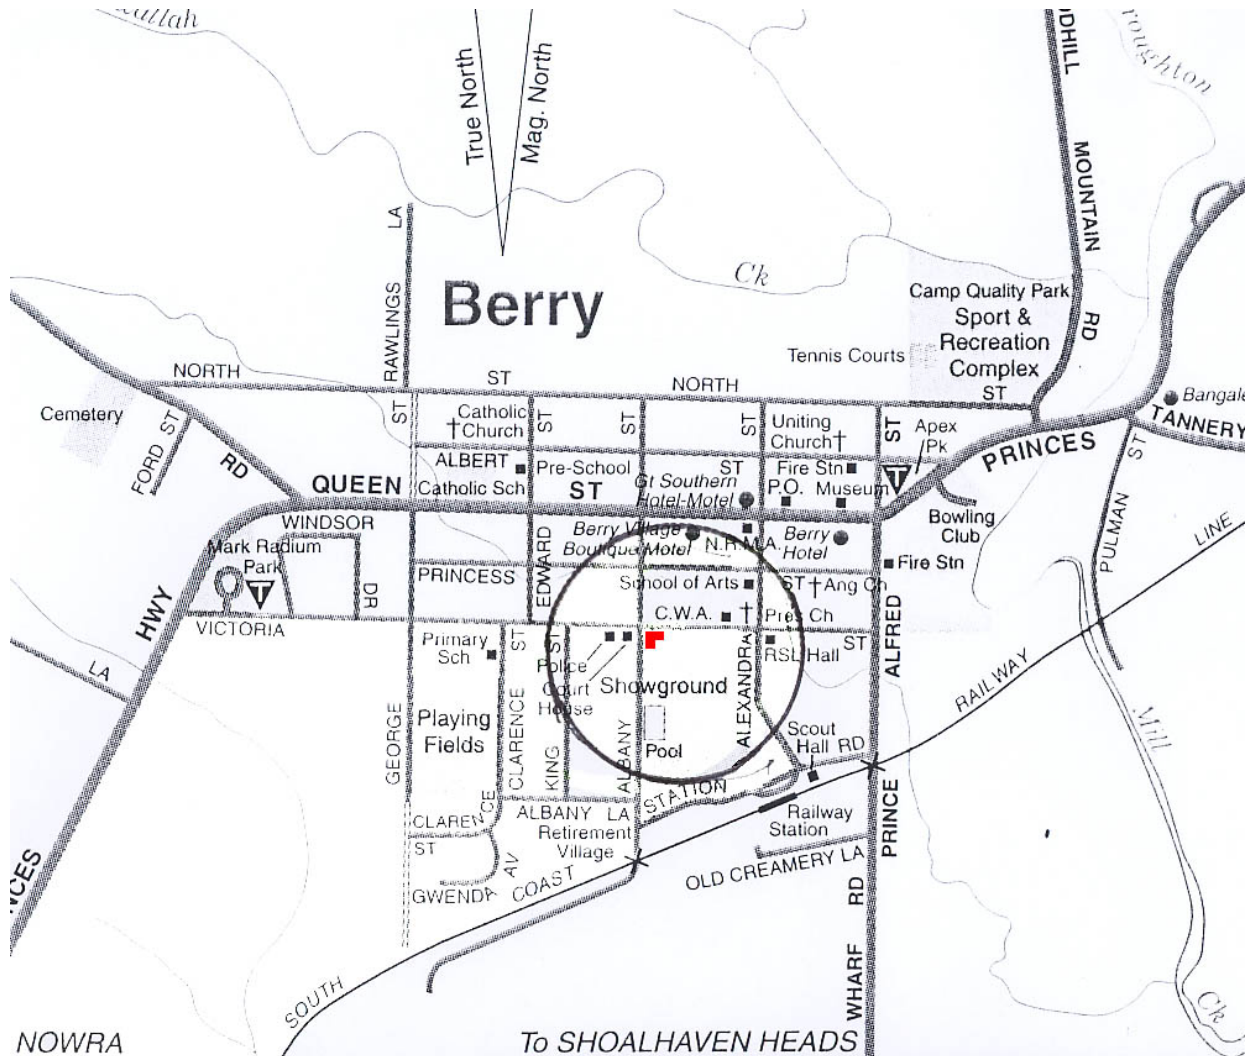 allah
Ck
True North
Mag. North
Berry
DHILL
MOUNTAIN
RD
roughton
Camp Quality Park
Sport &
Recreation
Complex
Tennis Courts
RAWLINGS LA
NORTH ST
NORTH ST
Cemetery
FORD ST
RD
ST
Catholic
Church
ST
ST
ST
Uniting
Church
ST
Apex
Pk
PRINCES
TANNERY
Bangale
ALBERT
ST
Pre-School
Catholic Sch
QUEEN
ST
Gt Southern
Hotel-Motel
Fire Stn
P.O.
Museum
T
Bowling
Club
PULMAN ST
LINE
WINDSOR
DR
Mark Radium
Park
T
HWY
VICTORIA
ST
PRINCESS
ST
EDWARD
Berry Village
Boutique Motel
N.R.M.A.
Berry
Hotel
Fire Stn
School of Arts
Ang Ch
C.W.A.
Pres Ch
RSL Hall
ALFRED
LA
Primary
Sch
ST
ST
Police
Court
House
Showground
ALEXANDRA
Pool
GEORGE
Playing
Fields
CLARENCE
KING
ALBANY
Scout
Hall
RD
STATION
RAILWAY
Mill
Ck
CLARENCE
ST
ALBANY LA
Retirement
Village
Railway
Station
PRINCE
GWENDA AV
COAST
OLD CREAMERY LA
NCES
SOUTH
WHARF RD
NOWRA
To SHOALHAVEN HEADS